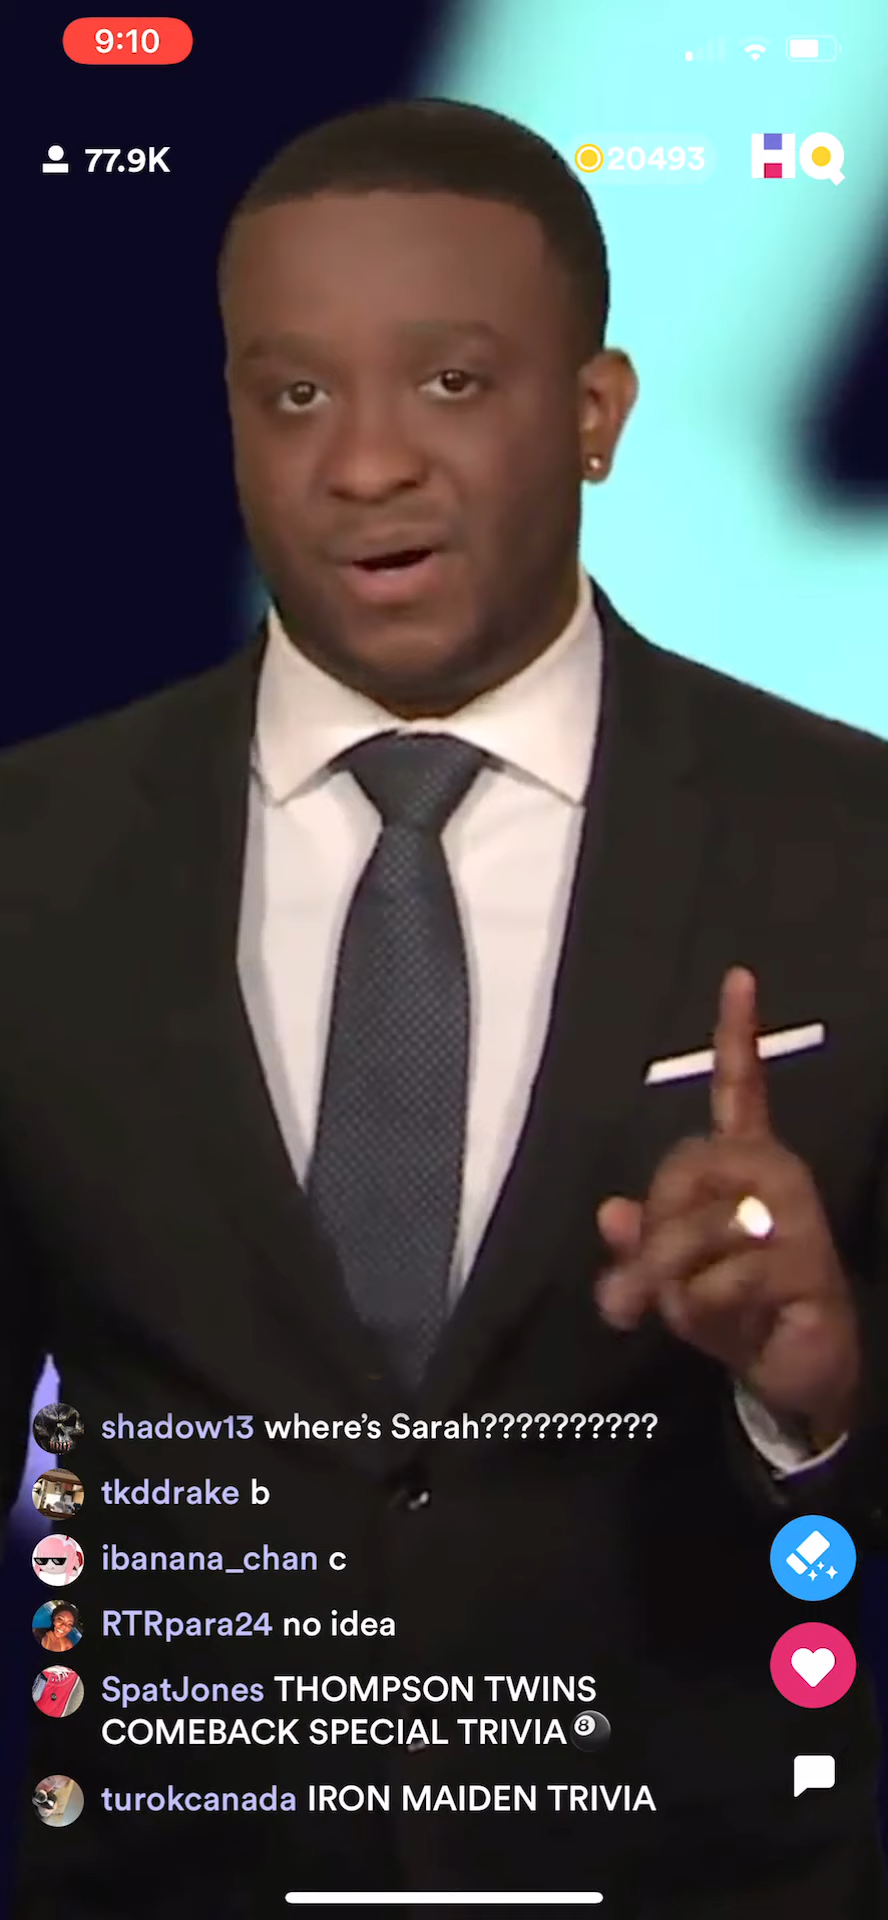 9:10
77.9K
20493
HQ
shadow13 where's Sarah??????????
tkddrake b
ibanana_chan c
RTRpara24 no idea
SpatJones THOMPSON TWINS
COMEBACK SPECIAL TRIVIA🎱
turokcanada IRON MAIDEN TRIVIA